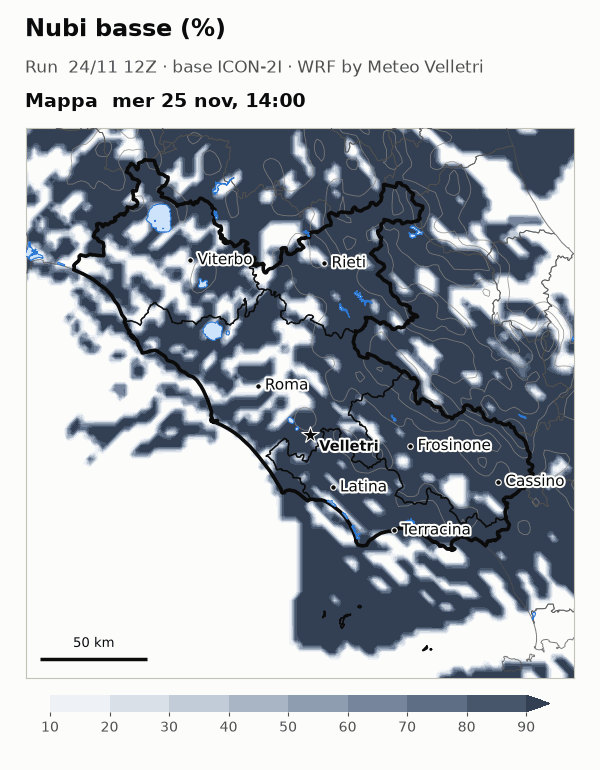 Nubi basse (%)
Run  24/11 12Z · base ICON-2I · WRF by Meteo Velletri
Mappa  mer 25 nov, 14:00
Viterbo
Rieti
Roma
Velletri
Frosinone
Cassino
Latina
Terracina
50 km
10 20 30 40 50 60 70 80 90